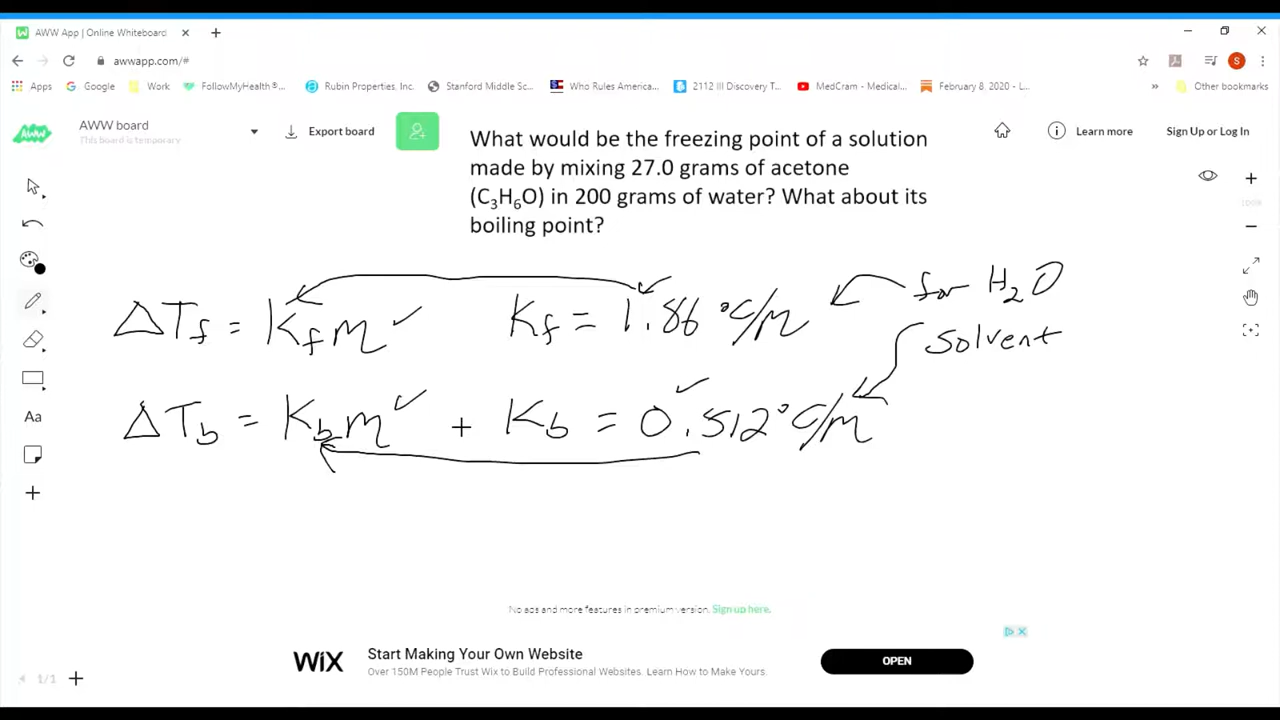 AWW App | Online Whiteboard
awwapp.com/#
Apps Google Work FollowMyHealth®... Rubin Properties, Inc. Stanford Middle Sc... Who Rules America... 2112 III Discovery T... MedCram - Medical... February 8, 2020 - L... » Other bookmarks
AWW board
This board is temporary
Export board
Learn more
Sign Up or Log In
What would be the freezing point of a solution
made by mixing 27.0 grams of acetone
(C₃H₆O) in 200 grams of water? What about its
boiling point?
for H₂O
ΔTf = Kf m ✓ Kf = 1.86 °C/m
solvent
ΔTb = Kb m ✓ + Kb = 0.512 °C/m
Aa
No ads and more features in premium version. Sign up here.
WiX
Start Making Your Own Website
Over 150M People Trust Wix to Build Professional Websites. Learn How to Make Yours.
OPEN
1/1